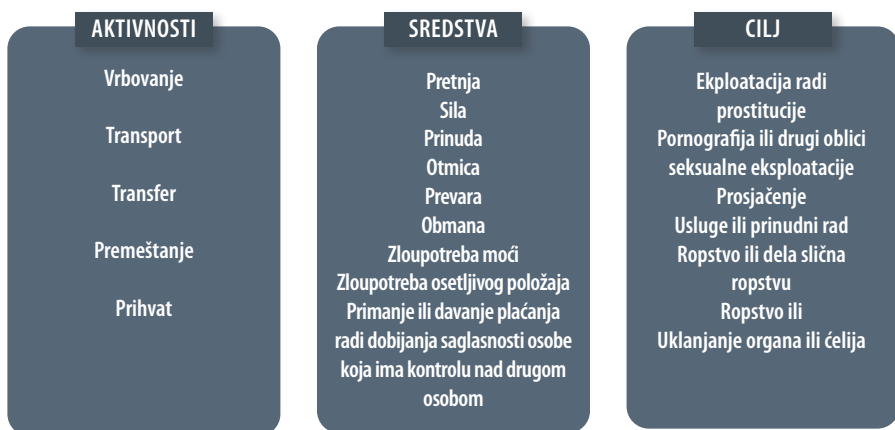 AKTIVNOSTI
Vrbovanje
Transport
Transfer
Premeštanje
Prihvat
SREDSTVA
Pretnja
Sila
Prinuda
Otmica
Prevara
Obmana
Zloupotreba moći
Zloupotreba osetljivog položaja
Primanje ili davanje plaćanja
radi dobijanja saglasnosti osobe
koja ima kontrolu nad drugom
osobom
CILJ
Ekploatacija radi
prostitucije
Pornografija ili drugi oblici
seksualne eksploatacije
Prosjačenje
Usluge ili prinudni rad
Ropstvo ili dela slična
ropstvu
Ropstvo ili
Uklanjanje organa ili ćelija